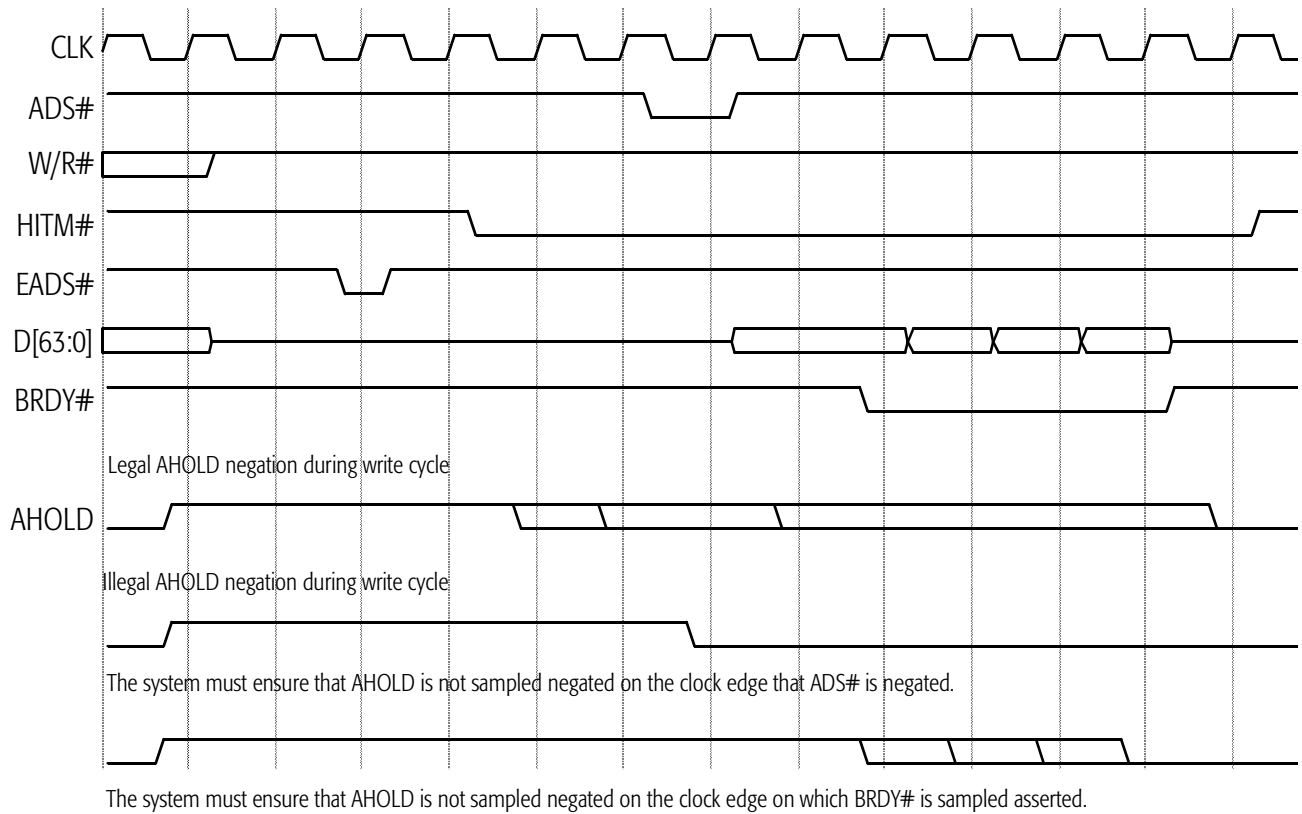 CLK
ADS#
W/R#
HITM#
EADS#
D[63:0]
BRDY#
Legal AHOLD negation during write cycle
AHOLD
Illegal AHOLD negation during write cycle
The system must ensure that AHOLD is not sampled negated on the clock edge that ADS# is negated.
The system must ensure that AHOLD is not sampled negated on the clock edge on which BRDY# is sampled asserted.